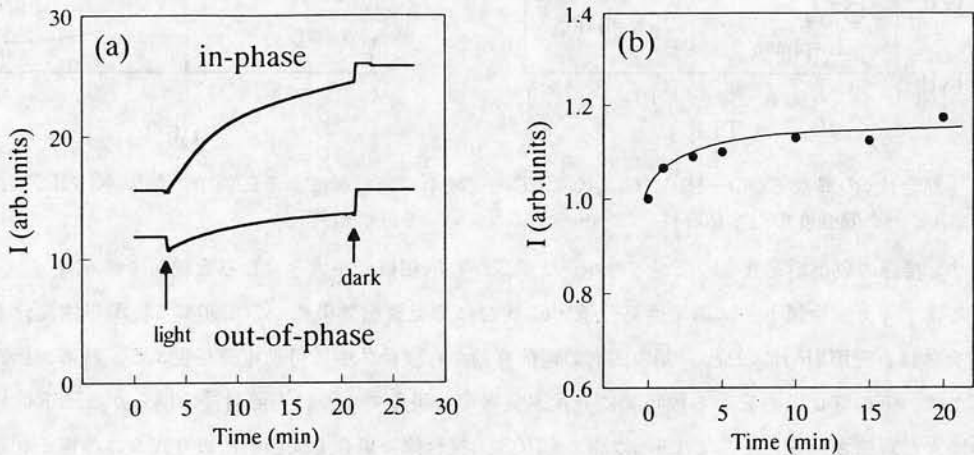 (a)
in-phase
out-of-phase
light
dark
I (arb.units)
30
20
10
0
0 5 10 15 20 25 30
Time (min)
(b)
I (arb.units)
1.4
1.2
1.0
0.8
0.6
0 5 10 15 20
Time (min)